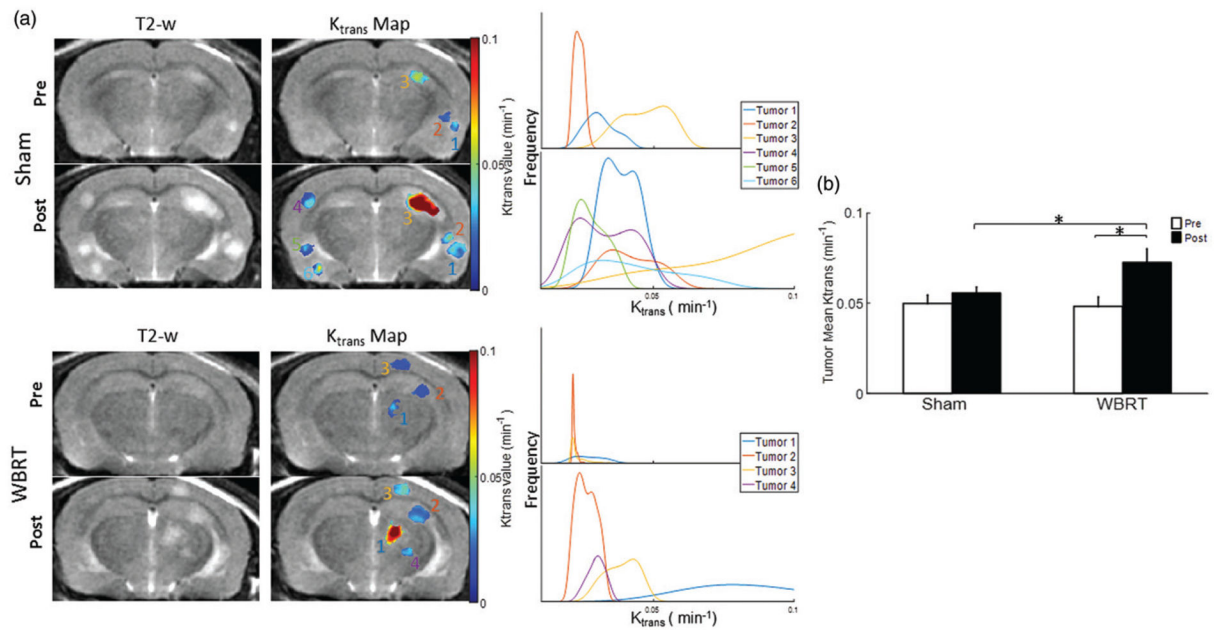 (a)
T2-w
Ktrans Map
Sham
Pre
3
2
1
Post
4
3
2
5
1
6
0.1
0.05
0
Ktrans value (min-1)
Frequency
Tumor 1
Tumor 2
Tumor 3
Tumor 4
Tumor 5
Tumor 6
0.05
0.1
Ktrans ( min-1)
T2-w
Ktrans Map
WBRT
Pre
3
2
1
Post
3
2
1
4
0.1
0.05
0
Ktrans value (min-1)
Frequency
Tumor 1
Tumor 2
Tumor 3
Tumor 4
0.05
0.1
Ktrans ( min-1)
(b)
Tumor Mean Ktrans (min-1)
0.1
0.05
0
*
*
Pre
Post
Sham
WBRT